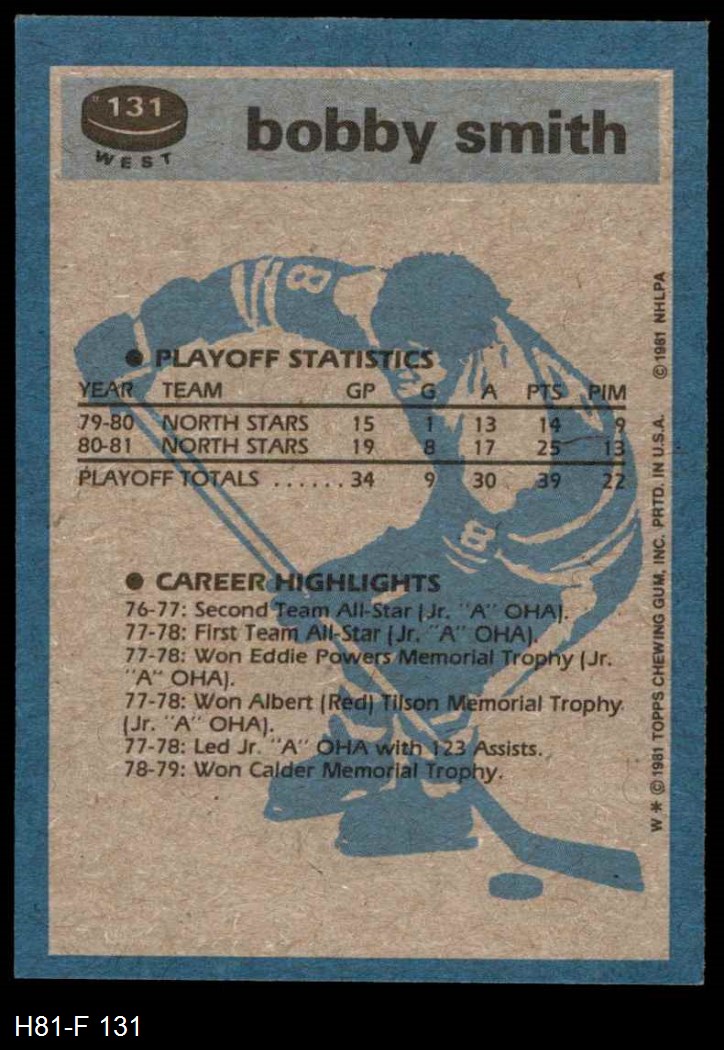 131
WEST
bobby smith
● PLAYOFF STATISTICS
YEAR TEAM GP G A PTS PIM
79-80 NORTH STARS 15 1 13 14 9
80-81 NORTH STARS 19 8 17 25 13
PLAYOFF TOTALS ...... 34 9 30 39 22
8
8
● CAREER HIGHLIGHTS
76-77: Second Team All-Star (Jr. "A" OHA).
77-78: First Team All-Star (Jr. "A" OHA).
77-78: Won Eddie Powers Memorial Trophy (Jr.
"A" OHA).
77-78: Won Albert (Red) Tilson Memorial Trophy
(Jr. "A" OHA).
77-78: Led Jr. "A" OHA with 123 Assists.
78-79: Won Calder Memorial Trophy.
W * © 1981 TOPPS CHEWING GUM, INC. PRTD. IN U.S.A. © 1981 NHLPA
H81-F 131